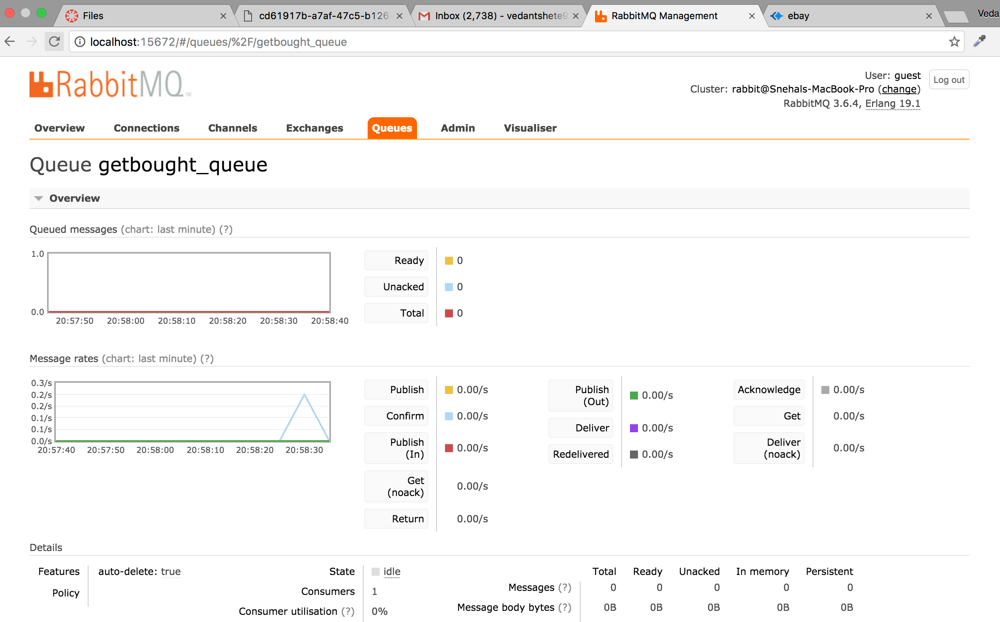 Files
cd61917b-a7af-47c5-b126-
Inbox (2,738) - vedantshete9
RabbitMQ Management
ebay
Veda
localhost:15672/#/queues/%2F/getbought_queue
RabbitMQ™
User: guest
Log out
Cluster: rabbit@Snehals-MacBook-Pro (change)
RabbitMQ 3.6.4, Erlang 19.1
Overview Connections Channels Exchanges Queues Admin Visualiser
Queue getbought_queue
Overview
Queued messages (chart: last minute) (?)
1.0
0.0
20:57:50 20:58:00 20:58:10 20:58:20 20:58:30 20:58:40
Ready 0
Unacked 0
Total 0
Message rates (chart: last minute) (?)
0.3/s
0.2/s
0.2/s
0.1/s
0.1/s
0.0/s
20:57:40 20:57:50 20:58:00 20:58:10 20:58:20 20:58:30
Publish 0.00/s
Confirm 0.00/s
Publish
(In) 0.00/s
Get
(noack) 0.00/s
Return 0.00/s
Publish
(Out) 0.00/s
Deliver 0.00/s
Redelivered 0.00/s
Acknowledge 0.00/s
Get 0.00/s
Deliver
(noack) 0.00/s
Details
Features auto-delete: true
Policy
State idle
Consumers 1
Consumer utilisation (?) 0%
Total Ready Unacked In memory Persistent
Messages (?) 0 0 0 0 0
Message body bytes (?) 0B 0B 0B 0B 0B